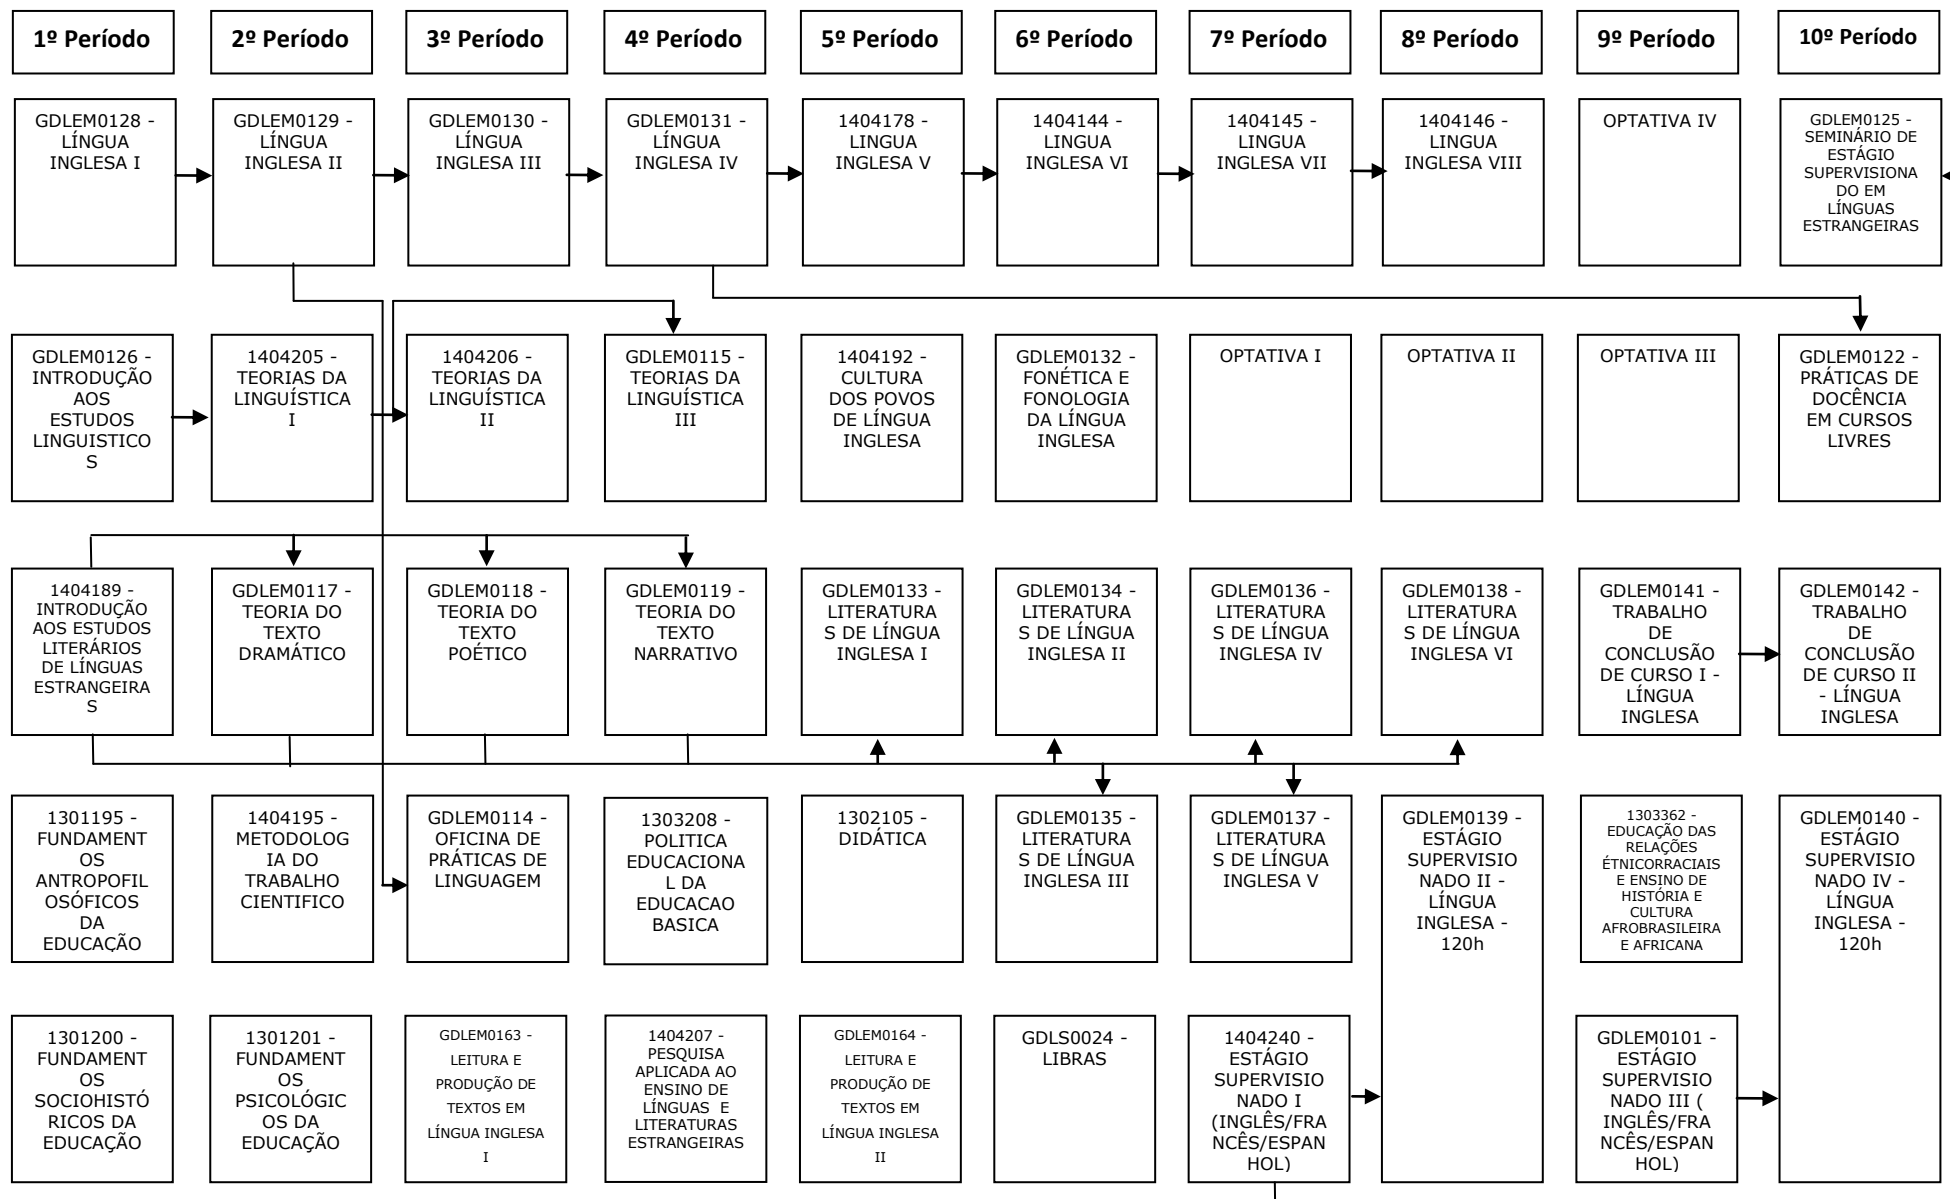 1º Período
2º Período
3º Período
4º Período
5º Período
6º Período
7º Período
8º Período
9º Período
10º Período
GDLEM0128 -
LÍNGUA
INGLESA I
GDLEM0129 -
LÍNGUA
INGLESA II
GDLEM0130 -
LÍNGUA
INGLESA III
GDLEM0131 -
LÍNGUA
INGLESA IV
1404178 -
LINGUA
INGLESA V
1404144 -
LINGUA
INGLESA VI
1404145 -
LINGUA
INGLESA VII
1404146 -
LINGUA
INGLESA VIII
OPTATIVA IV
GDLEM0125 -
SEMINÁRIO DE
ESTÁGIO
SUPERVISIONA
DO EM
LÍNGUAS
ESTRANGEIRAS
GDLEM0126 -
INTRODUÇÃO
AOS
ESTUDOS
LINGUISTICO
S
1404205 -
TEORIAS DA
LINGUÍSTICA
I
1404206 -
TEORIAS DA
LINGUÍSTICA
II
GDLEM0115 -
TEORIAS DA
LINGUÍSTICA
III
1404192 -
CULTURA
DOS POVOS
DE LÍNGUA
INGLESA
GDLEM0132 -
FONÉTICA E
FONOLOGIA
DA LÍNGUA
INGLESA
OPTATIVA I
OPTATIVA II
OPTATIVA III
GDLEM0122 -
PRÁTICAS DE
DOCÊNCIA
EM CURSOS
LIVRES
1404189 -
INTRODUÇÃO
AOS ESTUDOS
LITERÁRIOS
DE LÍNGUAS
ESTRANGEIRA
S
GDLEM0117 -
TEORIA DO
TEXTO
DRAMÁTICO
GDLEM0118 -
TEORIA DO
TEXTO
POÉTICO
GDLEM0119 -
TEORIA DO
TEXTO
NARRATIVO
GDLEM0133 -
LITERATURA
S DE LÍNGUA
INGLESA I
GDLEM0134 -
LITERATURA
S DE LÍNGUA
INGLESA II
GDLEM0136 -
LITERATURA
S DE LÍNGUA
INGLESA IV
GDLEM0138 -
LITERATURA
S DE LÍNGUA
INGLESA VI
GDLEM0141 -
TRABALHO
DE
CONCLUSÃO
DE CURSO I -
LÍNGUA
INGLESA
GDLEM0142 -
TRABALHO
DE
CONCLUSÃO
DE CURSO II
- LÍNGUA
INGLESA
1301195 -
FUNDAMENT
OS
ANTROPOFIL
OSÓFICOS
DA
EDUCAÇÃO
1404195 -
METODOLOG
IA DO
TRABALHO
CIENTIFICO
GDLEM0114 -
OFICINA DE
PRÁTICAS DE
LINGUAGEM
1303208 -
POLITICA
EDUCACIONA
L DA
EDUCACAO
BASICA
1302105 -
DIDÁTICA
GDLEM0135 -
LITERATURA
S DE LÍNGUA
INGLESA III
GDLEM0137 -
LITERATURA
S DE LÍNGUA
INGLESA V
GDLEM0139 -
ESTÁGIO
SUPERVISIO
NADO II -
LÍNGUA
INGLESA -
120h
1303362 -
EDUCAÇÃO DAS
RELAÇÕES
ÉTNICORRACIAIS
E ENSINO DE
HISTÓRIA E
CULTURA
AFROBRASILEIRA
E AFRICANA
GDLEM0140 -
ESTÁGIO
SUPERVISIO
NADO IV -
LÍNGUA
INGLESA -
120h
1301200 -
FUNDAMENT
OS
SOCIOHISTÓ
RICOS DA
EDUCAÇÃO
1301201 -
FUNDAMENT
OS
PSICOLÓGIC
OS DA
EDUCAÇÃO
GDLEM0163 -
LEITURA E
PRODUÇÃO DE
TEXTOS EM
LÍNGUA INGLESA
I
1404207 -
PESQUISA
APLICADA AO
ENSINO DE
LÍNGUAS E
LITERATURAS
ESTRANGEIRAS
GDLEM0164 -
LEITURA E
PRODUÇÃO DE
TEXTOS EM
LÍNGUA INGLESA
II
GDLS0024 -
LIBRAS
1404240 -
ESTÁGIO
SUPERVISIO
NADO I
(INGLÊS/FRA
NCÊS/ESPAN
HOL)
GDLEM0101 -
ESTÁGIO
SUPERVISIO
NADO III (
INGLÊS/FRA
NCÊS/ESPAN
HOL)